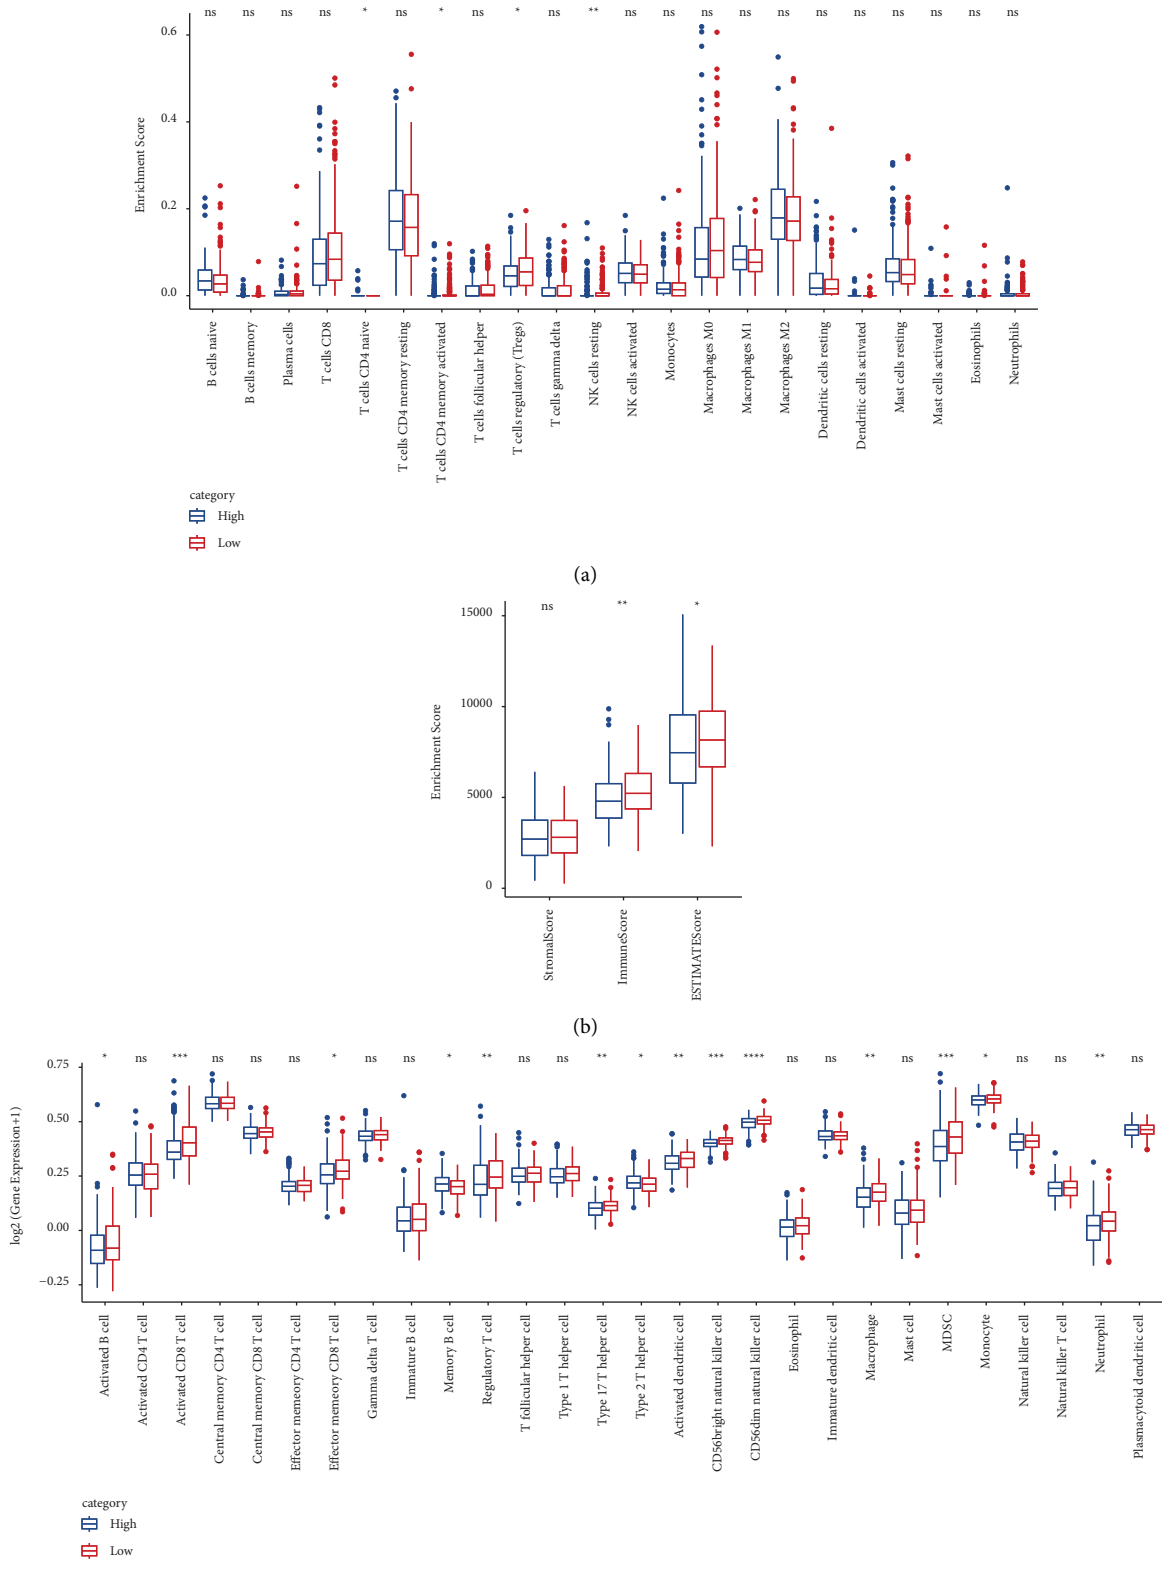 ns ns ns ns * ns * ns * ns ** ns ns ns ns ns ns ns ns ns ns ns
Enrichment Score
0.6
0.4
0.2
0.0
B cells naive
B cells memory
Plasma cells
T cells CD8
T cells CD4 naive
T cells CD4 memory resting
T cells CD4 memory activated
T cells follicular helper
T cells regulatory (Tregs)
T cells gamma delta
NK cells resting
NK cells activated
Monocytes
Macrophages M0
Macrophages M1
Macrophages M2
Dendritic cells resting
Dendritic cells activated
Mast cells resting
Mast cells activated
Eosinophils
Neutrophils
category
High
Low
(a)
ns ** *
Enrichment Score
15000
10000
5000
0
StromalScore
ImmuneScore
ESTIMATEScore
(b)
* ns *** ns ns ns * ns ns * ** ns ns ** * ** *** **** ns ns ** ns *** * ns ns ** ns
log2 (Gene Expression+1)
0.75
0.50
0.25
0.00
−0.25
Activated B cell
Activated CD4 T cell
Activated CD8 T cell
Central memory CD4 T cell
Central memory CD8 T cell
Effector memeory CD4 T cell
Effector memeory CD8 T cell
Gamma delta T cell
Immature B cell
Memory B cell
Regulatory T cell
T follicular helper cell
Type 1 T helper cell
Type 17 T helper cell
Type 2 T helper cell
Activated dendritic cell
CD56bright natural killer cell
CD56dim natural killer cell
Eosinophil
Immature dendritic cell
Macrophage
Mast cell
MDSC
Monocyte
Natural killer cell
Natural killer T cell
Neutrophil
Plasmacytoid dendritic cell
category
High
Low